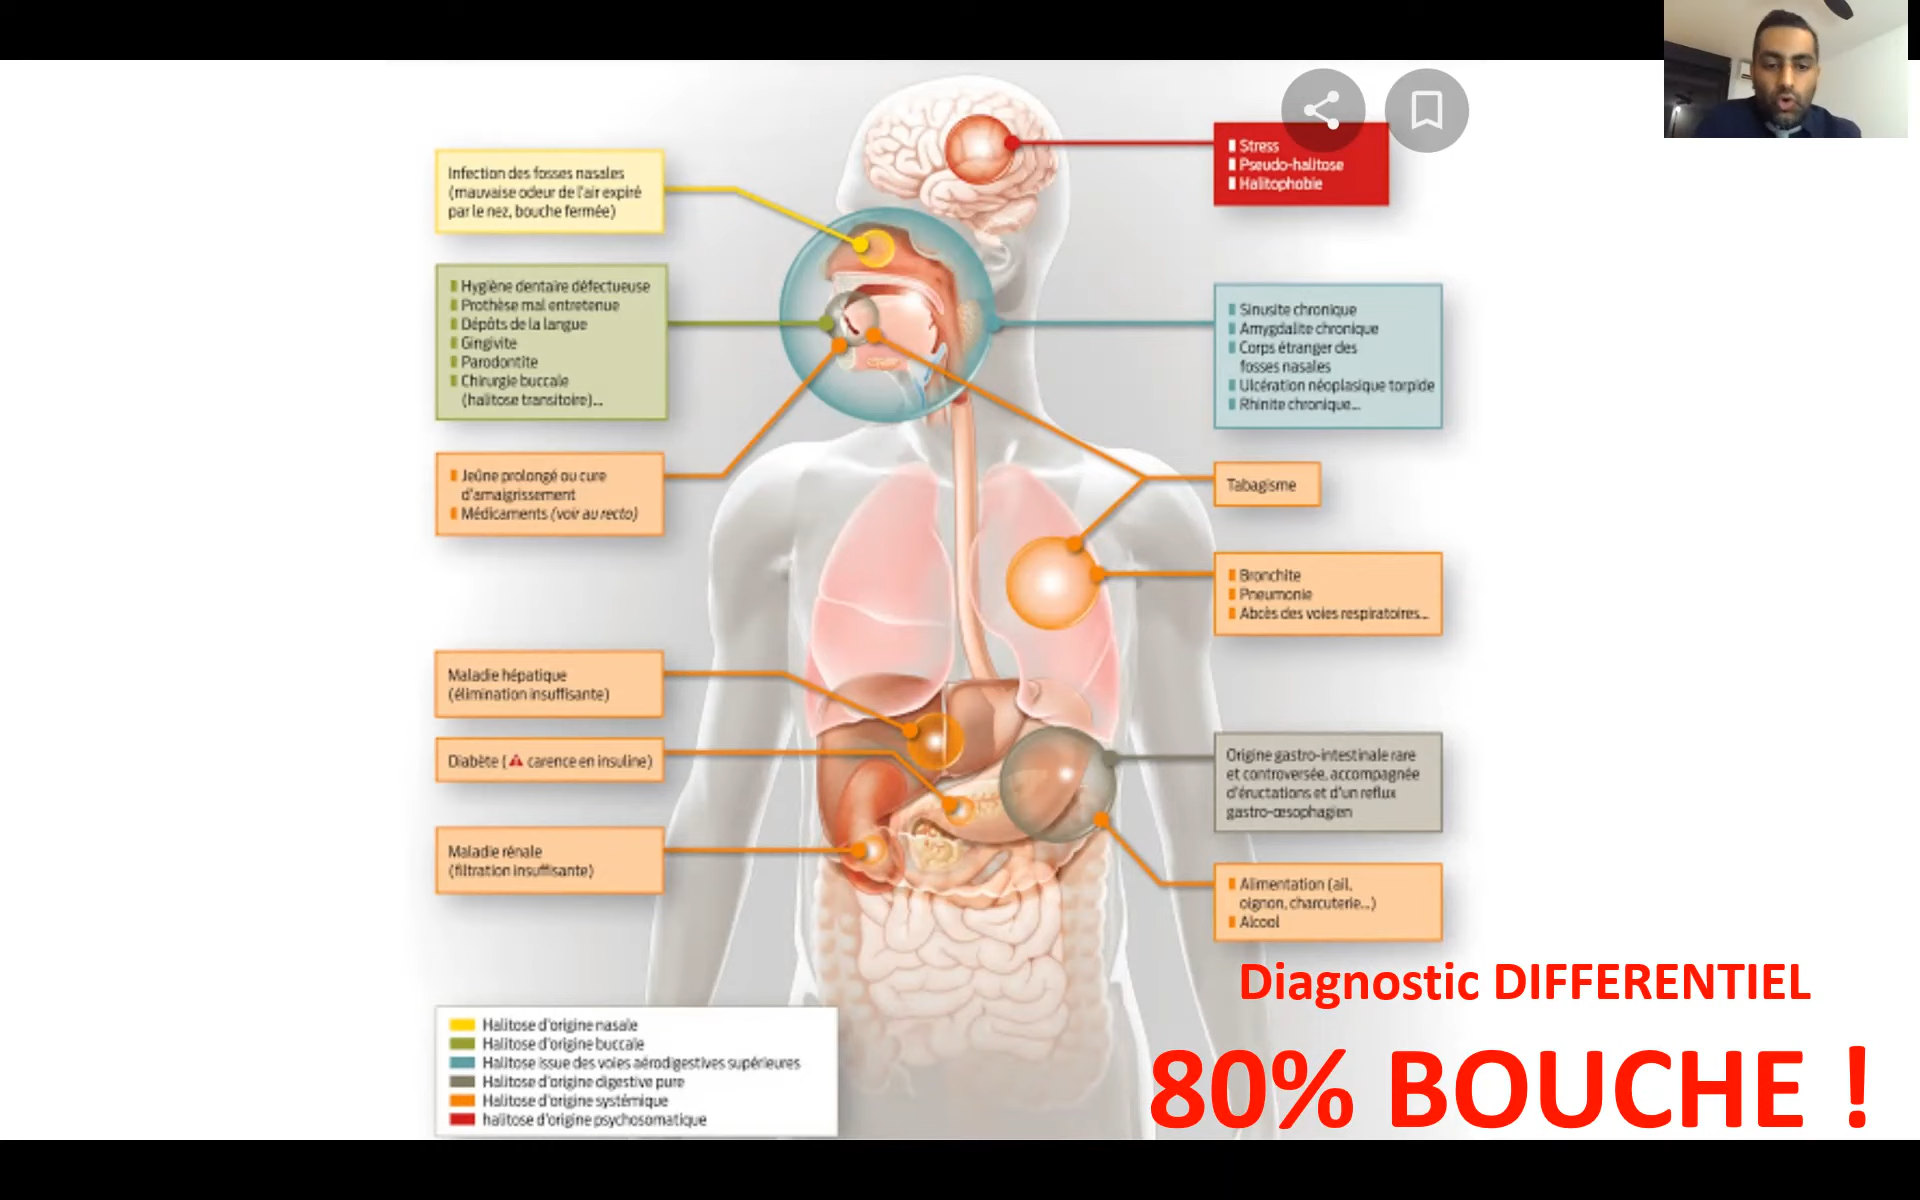 Infection des fosses nasales
(mauvaise odeur de l'air expiré
par le nez, bouche fermée)
Hygiène dentaire défectueuse
Prothèse mal entretenue
Dépôts de la langue
Gingivite
Parodontite
Chirurgie buccale
(halitose transitoire)...
Jeûne prolongé ou cure
d'amaigrissement
Médicaments (voir au recto)
Maladie hépatique
(élimination insuffisante)
Diabète (⚠ carence en insuline)
Maladie rénale
(filtration insuffisante)
Stress
Pseudo-halitose
Halitophobie
Sinusite chronique
Amygdalite chronique
Corps étranger des
fosses nasales
Ulcération néoplasique torpide
Rhinite chronique...
Tabagisme
Bronchite
Pneumonie
Abcès des voies respiratoires...
Origine gastro-intestinale rare
et controversée, accompagnée
d'éructations et d'un reflux
gastro-œsophagien
Alimentation (ail,
oignon, charcuterie...)
Alcool
Halitose d'origine nasale
Halitose d'origine buccale
Halitose issue des voies aérodigestives supérieures
Halitose d'origine digestive pure
Halitose d'origine systémique
halitose d'origine psychosomatique
Diagnostic DIFFERENTIEL
80% BOUCHE !